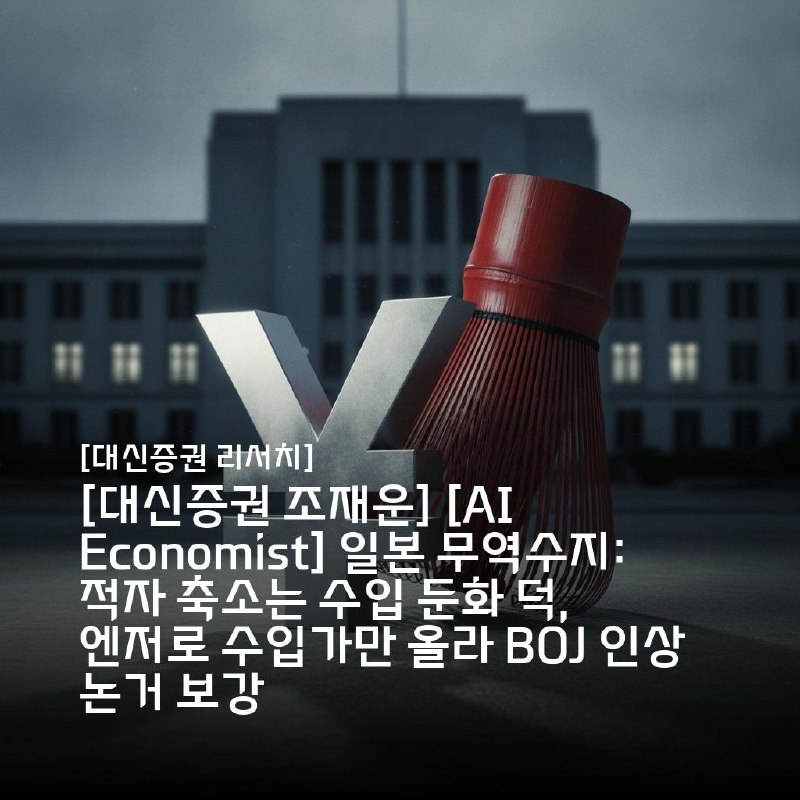 [대신증권 리서치]
[대신증권 조재운] [AI
Economist] 일본 무역수지:
적자 축소는 수입 둔화 덕,
엔저로 수입가만 올라 BOJ 인상
논거 보강